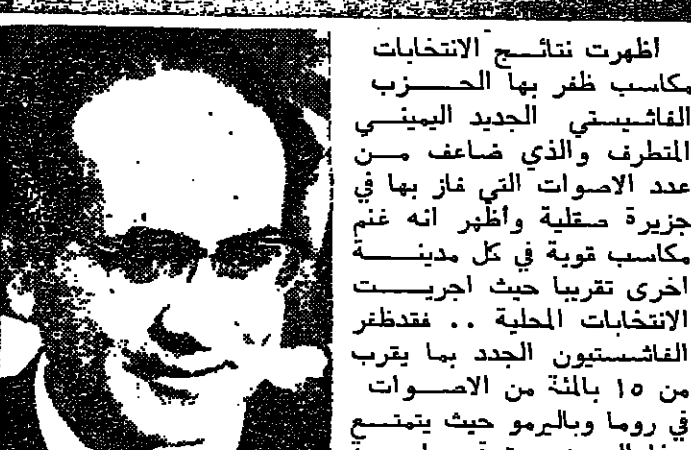 أظهرت نتائج الانتخابات
مكاسب ظفر بها الحزب
الفاشيستي الجديد اليميني
المتطرف والذي ضاعف من
عدد الاصوات التي فاز بها في
جزيرة صقلية وأظهر انه غنم
مكاسب قوية في كل مدينة
اخرى تقريبا حيث اجريت
الانتخابات المحلية .. فقدظفر
الفاشستيون الجدد بما يقرب
من ١٥ بالمئة من الاصوات
في روما وباليرمو حيث يتمتع